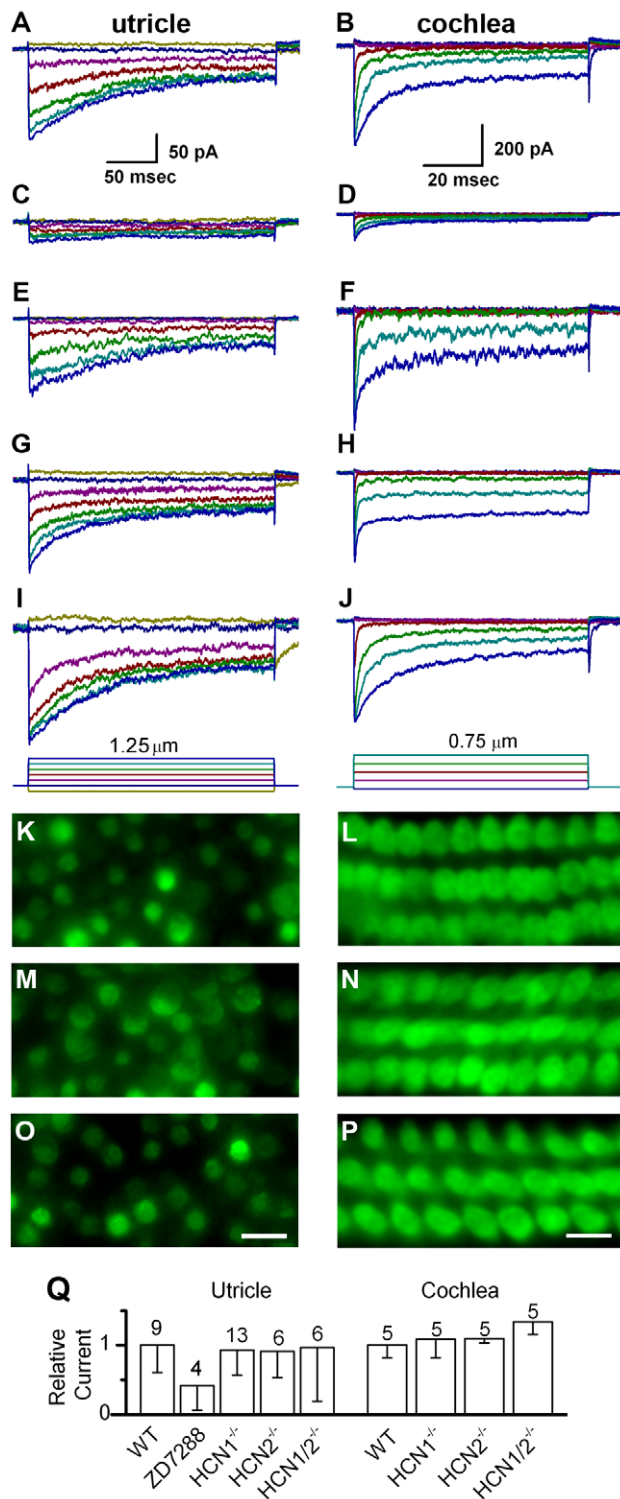 A utricle
B cochlea
50 pA
50 msec
200 pA
20 msec
C
D
E
F
G
H
I
J
1.25 μm
0.75 μm
K
L
M
N
O
P
Q
Utricle
Cochlea
Relative
Current
1
0
9
4
13
6
6
5
5
5
5
WT
ZD7288
HCN1-/-
HCN2-/-
HCN1/2-/-
WT
HCN1-/-
HCN2-/-
HCN1/2-/-